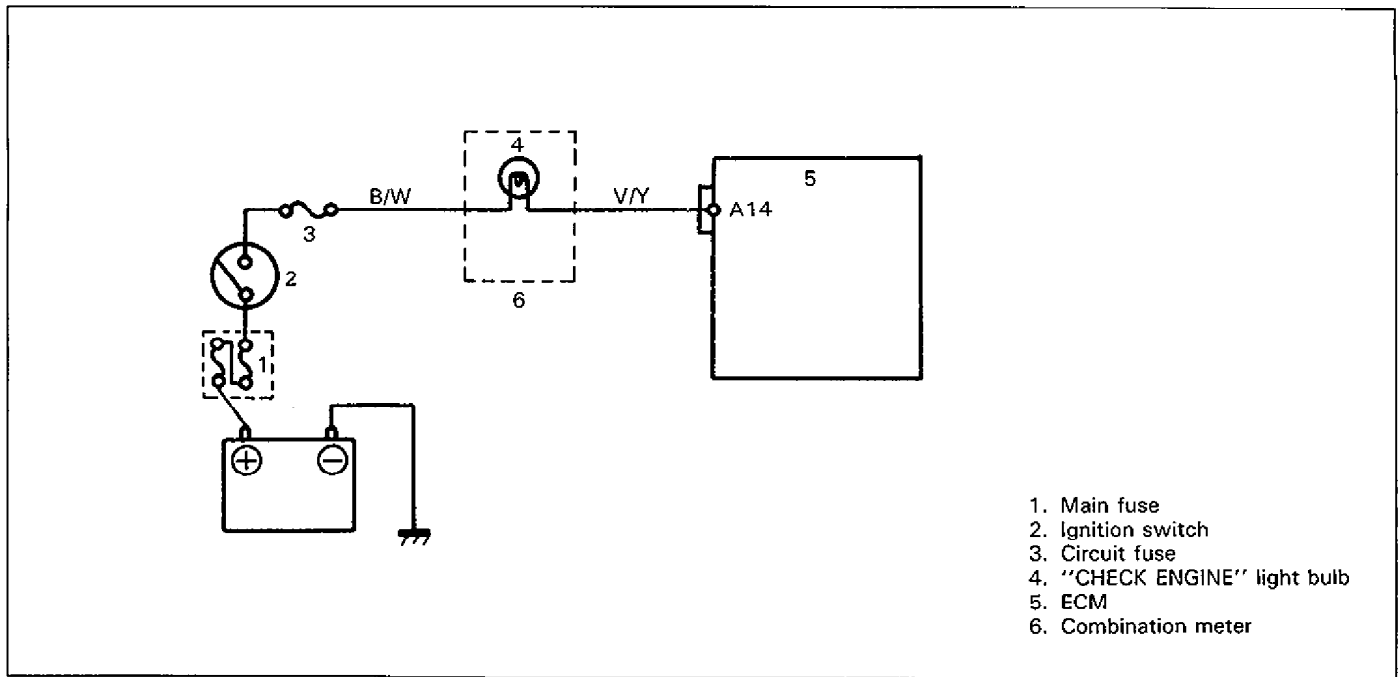 4
5
B/W
V/Y
A14
3
2
6
1
+
−
1. Main fuse
2. Ignition switch
3. Circuit fuse
4. ''CHECK ENGINE'' light bulb
5. ECM
6. Combination meter